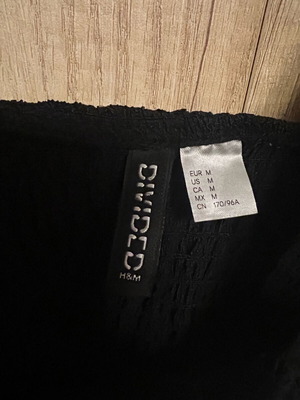 DIVIDED
H&M
EUR M
US M
CA M
MX M
CN 170/96A